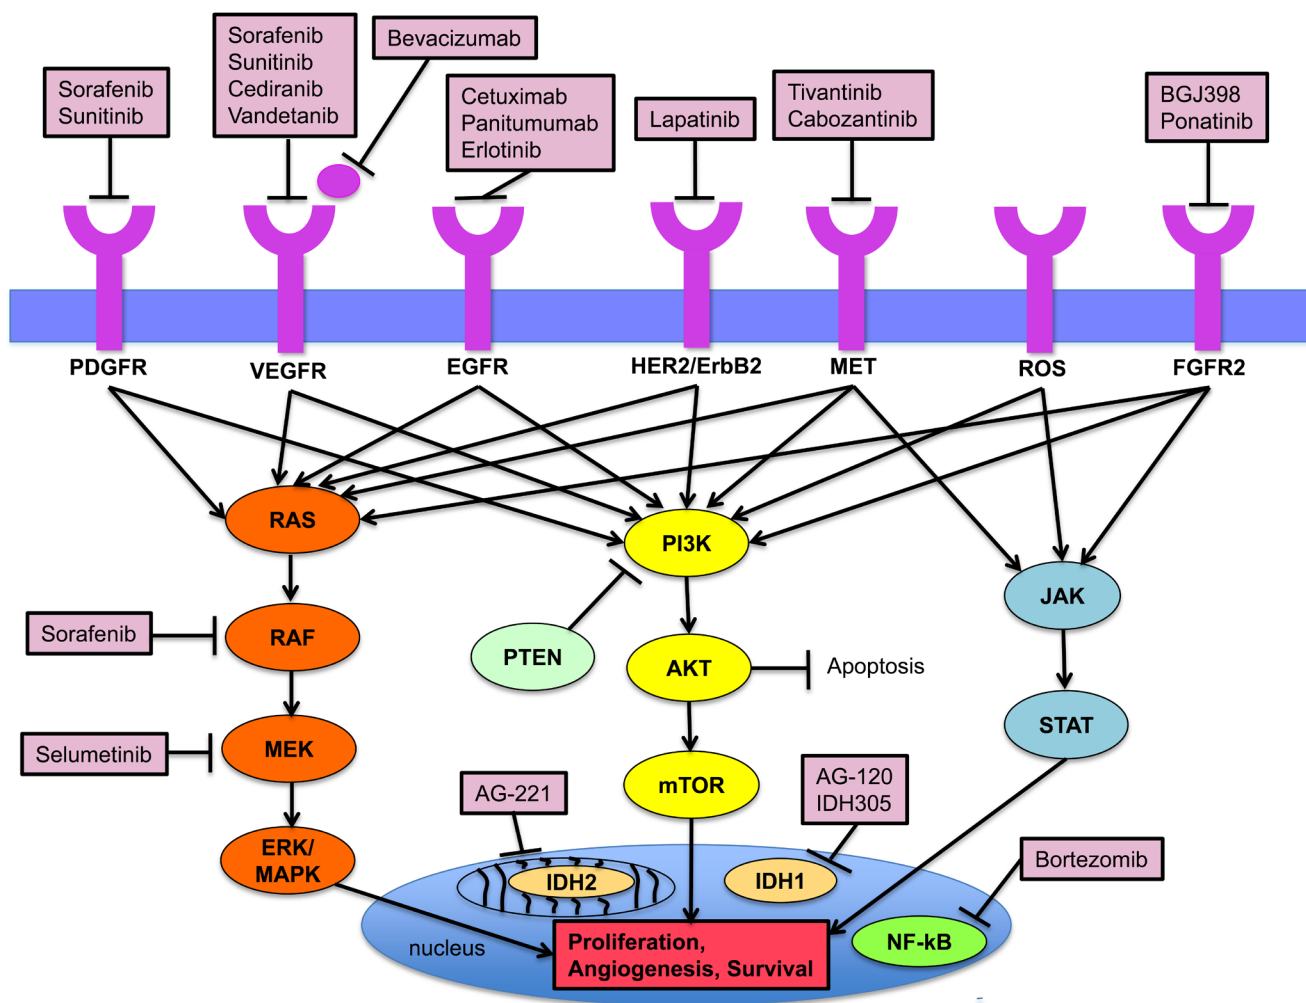 Sorafenib
Sunitinib
Sorafenib
Sunitinib
Cediranib
Vandetanib
Bevacizumab
Cetuximab
Panitumumab
Erlotinib
Lapatinib
Tivantinib
Cabozantinib
BGJ398
Ponatinib
PDGFR
VEGFR
EGFR
HER2/ErbB2
MET
ROS
FGFR2
RAS
PI3K
JAK
Sorafenib
RAF
PTEN
AKT
Apoptosis
STAT
Selumetinib
MEK
mTOR
AG-221
AG-120
IDH305
ERK/
MAPK
IDH2
IDH1
Bortezomib
nucleus
Proliferation,
Angiogenesis, Survival
NF-kB